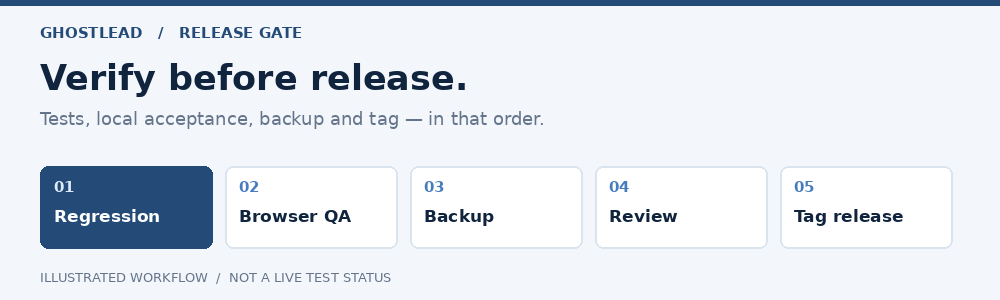 GHOSTLEAD / RELEASE GATE
Verify before release.
Tests, local acceptance, backup and tag — in that order.
01
Regression
02
Browser QA
03
Backup
04
Review
05
Tag release
ILLUSTRATED WORKFLOW / NOT A LIVE TEST STATUS